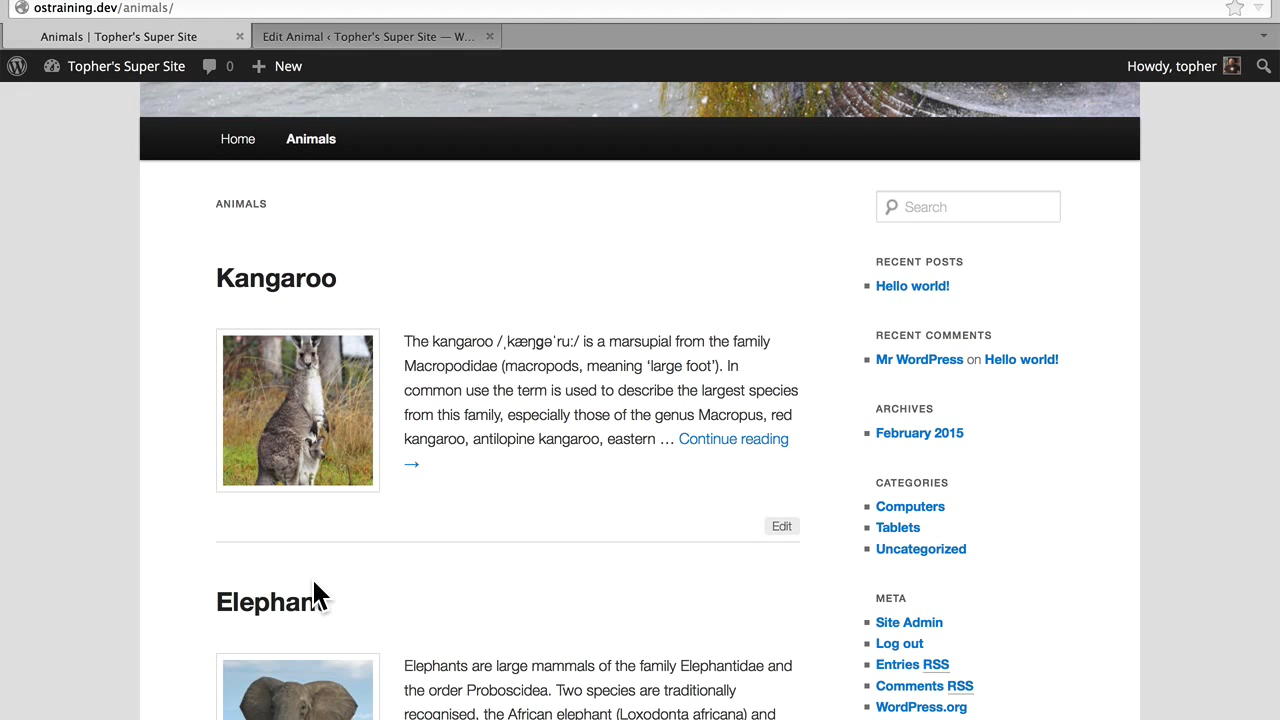 ostraining.dev/animals/
Animals | Topher's Super Site
Edit Animal ‹ Topher's Super Site — W...
Topher's Super Site
0
New
Howdy, topher
Home
Animals
ANIMALS
Kangaroo
The kangaroo /ˌkæŋɡəˈruː/ is a marsupial from the family
Macropodidae (macropods, meaning ‘large foot’). In
common use the term is used to describe the largest species
from this family, especially those of the genus Macropus, red
kangaroo, antilopine kangaroo, eastern … Continue reading
→
Edit
Elephant
Elephants are large mammals of the family Elephantidae and
the order Proboscidea. Two species are traditionally
recognised, the African elephant (Loxodonta africana) and
Search
RECENT POSTS
Hello world!
RECENT COMMENTS
Mr WordPress on Hello world!
ARCHIVES
February 2015
CATEGORIES
Computers
Tablets
Uncategorized
META
Site Admin
Log out
Entries RSS
Comments RSS
WordPress.org